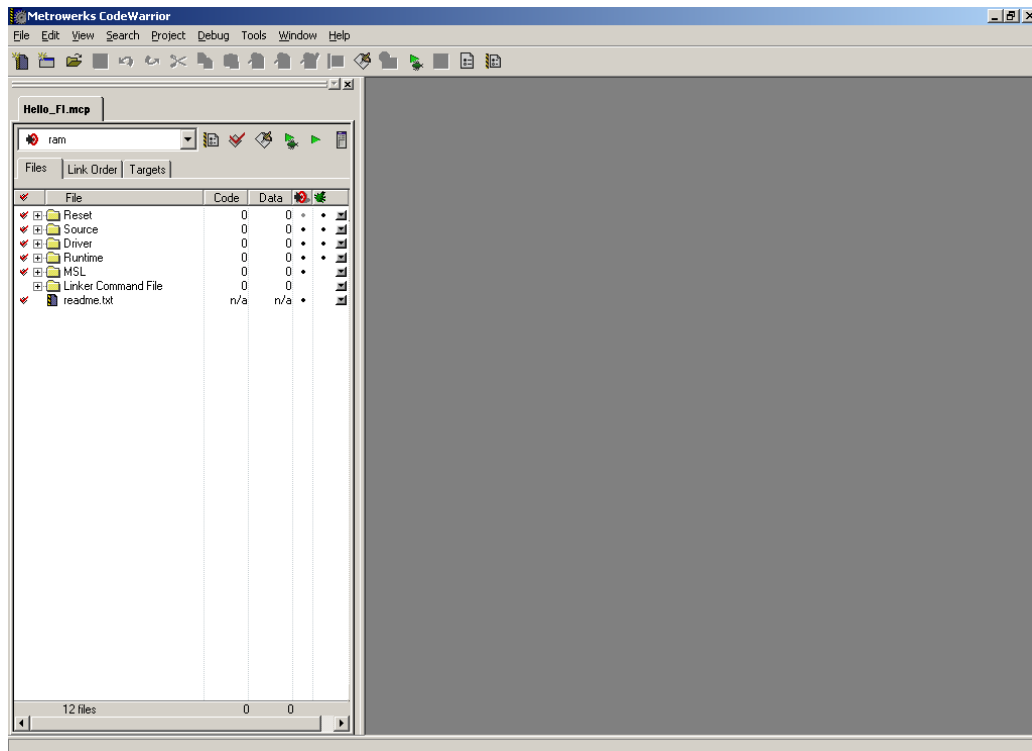 Metrowerks CodeWarrior
File Edit View Search Project Debug Tools Window Help
Hello_FI.mcp
ram
Files Link Order Targets
File Code Data
Reset 0 0
Source 0 0
Driver 0 0
Runtime 0 0
MSL 0 0
Linker Command File 0 0
readme.txt n/a n/a
12 files 0 0